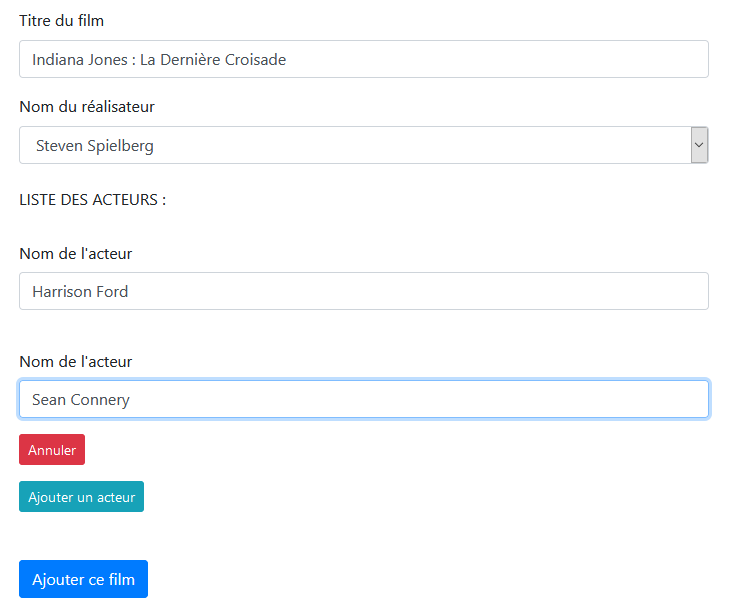 Titre du film
Indiana Jones : La Dernière Croisade
Nom du réalisateur
Steven Spielberg
LISTE DES ACTEURS :
Nom de l'acteur
Harrison Ford
Nom de l'acteur
Sean Connery
Annuler
Ajouter un acteur
Ajouter ce film